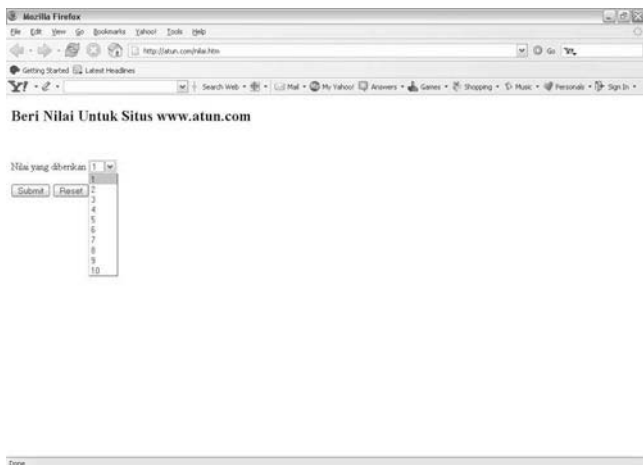 Mozilla Firefox
File Edit View Go Bookmarks Yahoo! Tools Help
http://atun.com/nilai.htm Go
Getting Started Latest Headlines
Y! Search Web Mail My Yahoo! Answers Games Shopping Music Personals Sign In
Beri Nilai Untuk Situs www.atun.com
Nilai yang diberikan 1
Submit Reset
1
2
3
4
5
6
7
8
9
10
Done